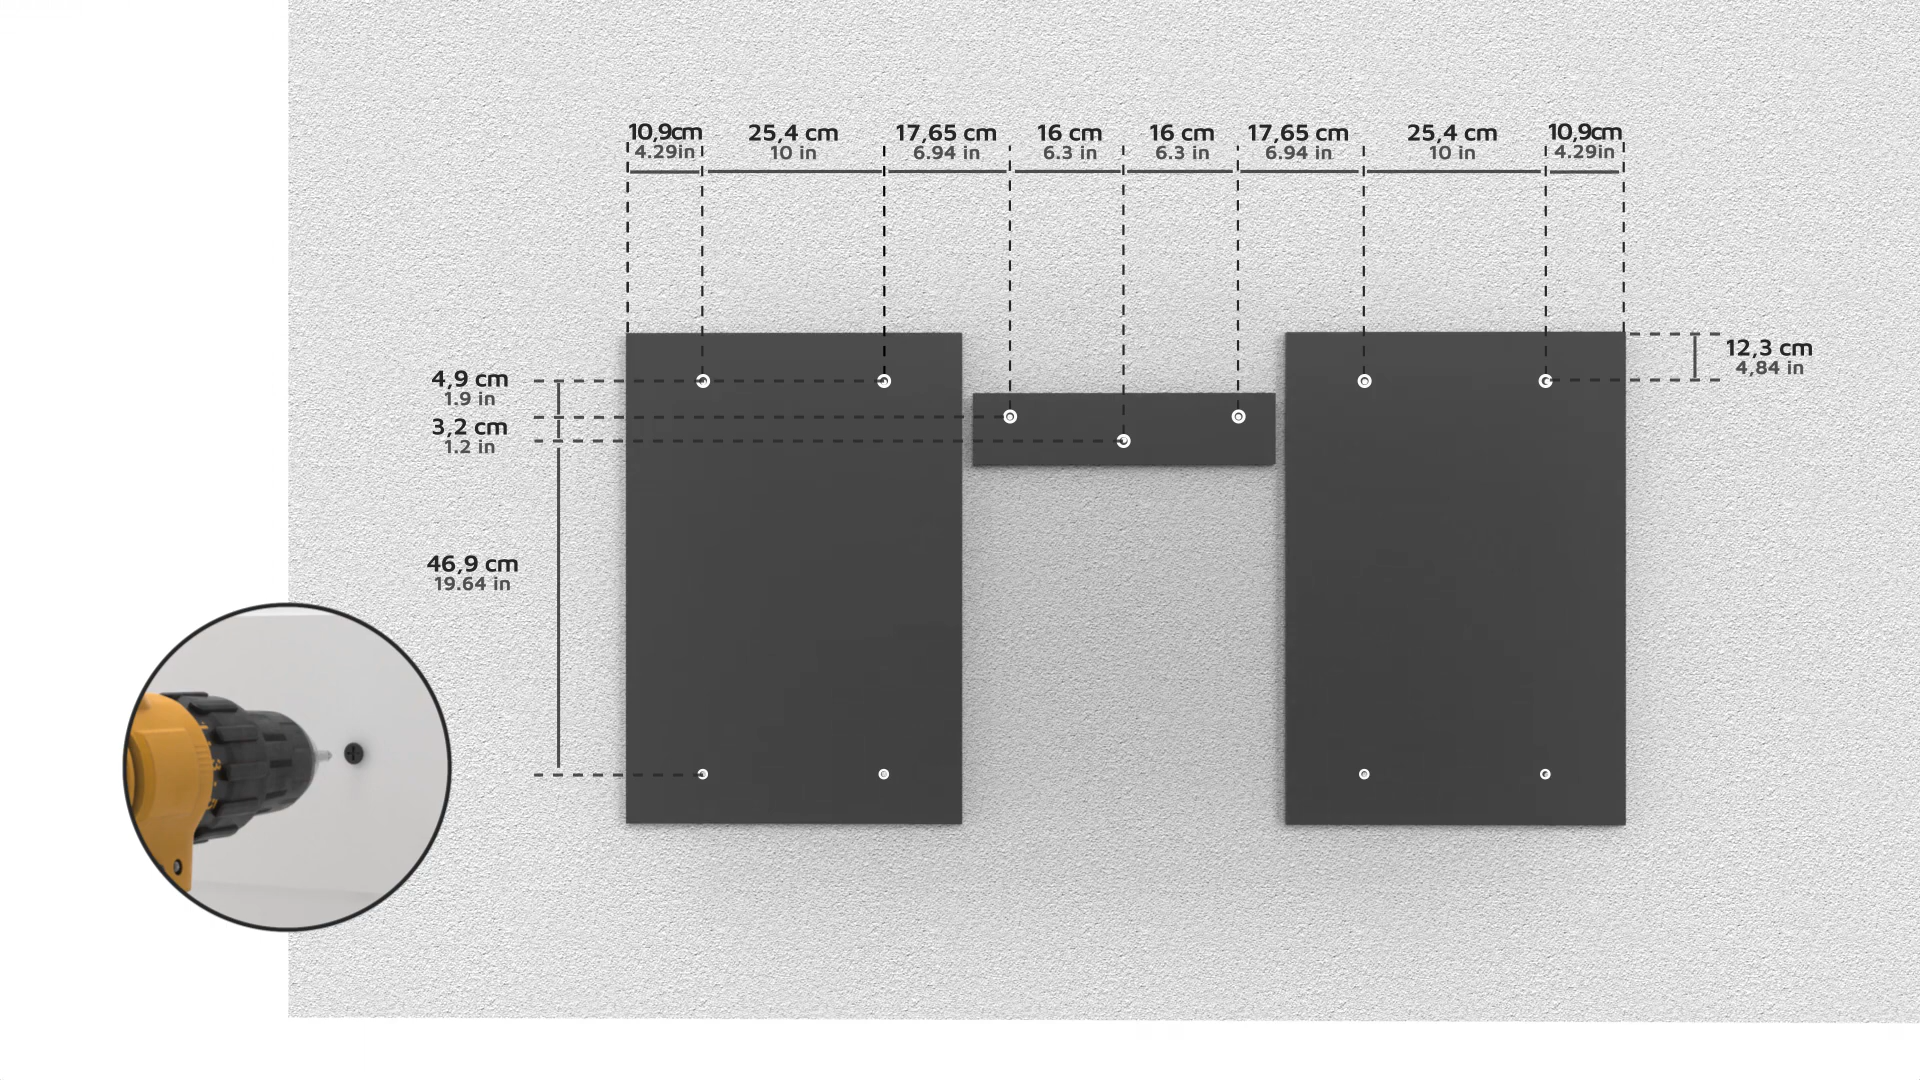 10,9cm 25,4 cm 17,65 cm 16 cm 16 cm 17,65 cm 25,4 cm 10,9cm
4.29in 10 in 6.94 in 6.3 in 6.3 in 6.94 in 10 in 4.29in
12,3 cm
4,84 in
4,9 cm
1.9 in
3,2 cm
1.2 in
46,9 cm
19.64 in